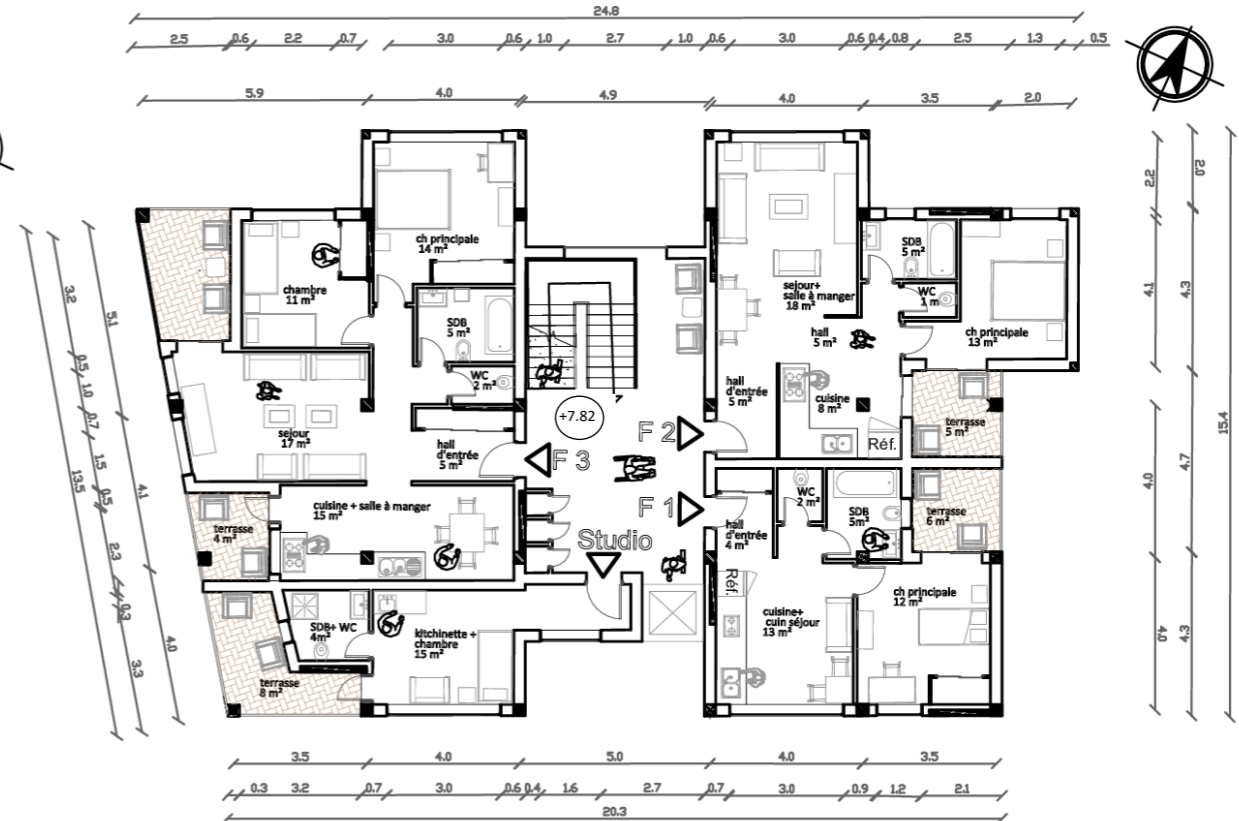 24.8
2.5 0.6 2.2 0.7 3.0 0.6 1.0 2.7 1.0 0.6 3.0 0.6 0.4 0.8 2.5 1.3 0.5
5.9 4.0 4.9 4.0 3.5 2.0
ch principale
14 m²
chambre
11 m²
SDB
5 m²
WC
2 m²
sejour
17 m²
hall
d'entrée
5 m²
cuisine + salle à manger
15 m²
terrasse
4 m²
SDB+ WC
4m²
kitchinette +
chambre
15 m²
terrasse
8 m²
+7.82
F 3
F 2
F 1
Studio
sejour+
salle à manger
18 m²
hall
5 m²
SDB
5 m²
WC
1 m
ch principale
13 m²
hall
d'entrée
5 m²
cuisine
8 m²
Réf.
terrasse
5 m²
WC
2 m²
SDB
5m²
terrasse
6 m²
hall
d'entrée
4 m²
Réf.
cuisine+
cuin séjour
13 m²
ch principale
12 m²
3.2 0.5 1.0 0.7 1.5 0.5 2.3 0.3 3.3
5.1 4.1 4.0
13.5
2.2 4.1 4.0 4.0
2.0 4.3 4.7 4.3
15.4
3.5 4.0 5.0 4.0 3.5
0.3 3.2 0.7 3.0 0.6 0.4 1.6 2.7 0.7 3.0 0.9 1.2 2.1
20.3